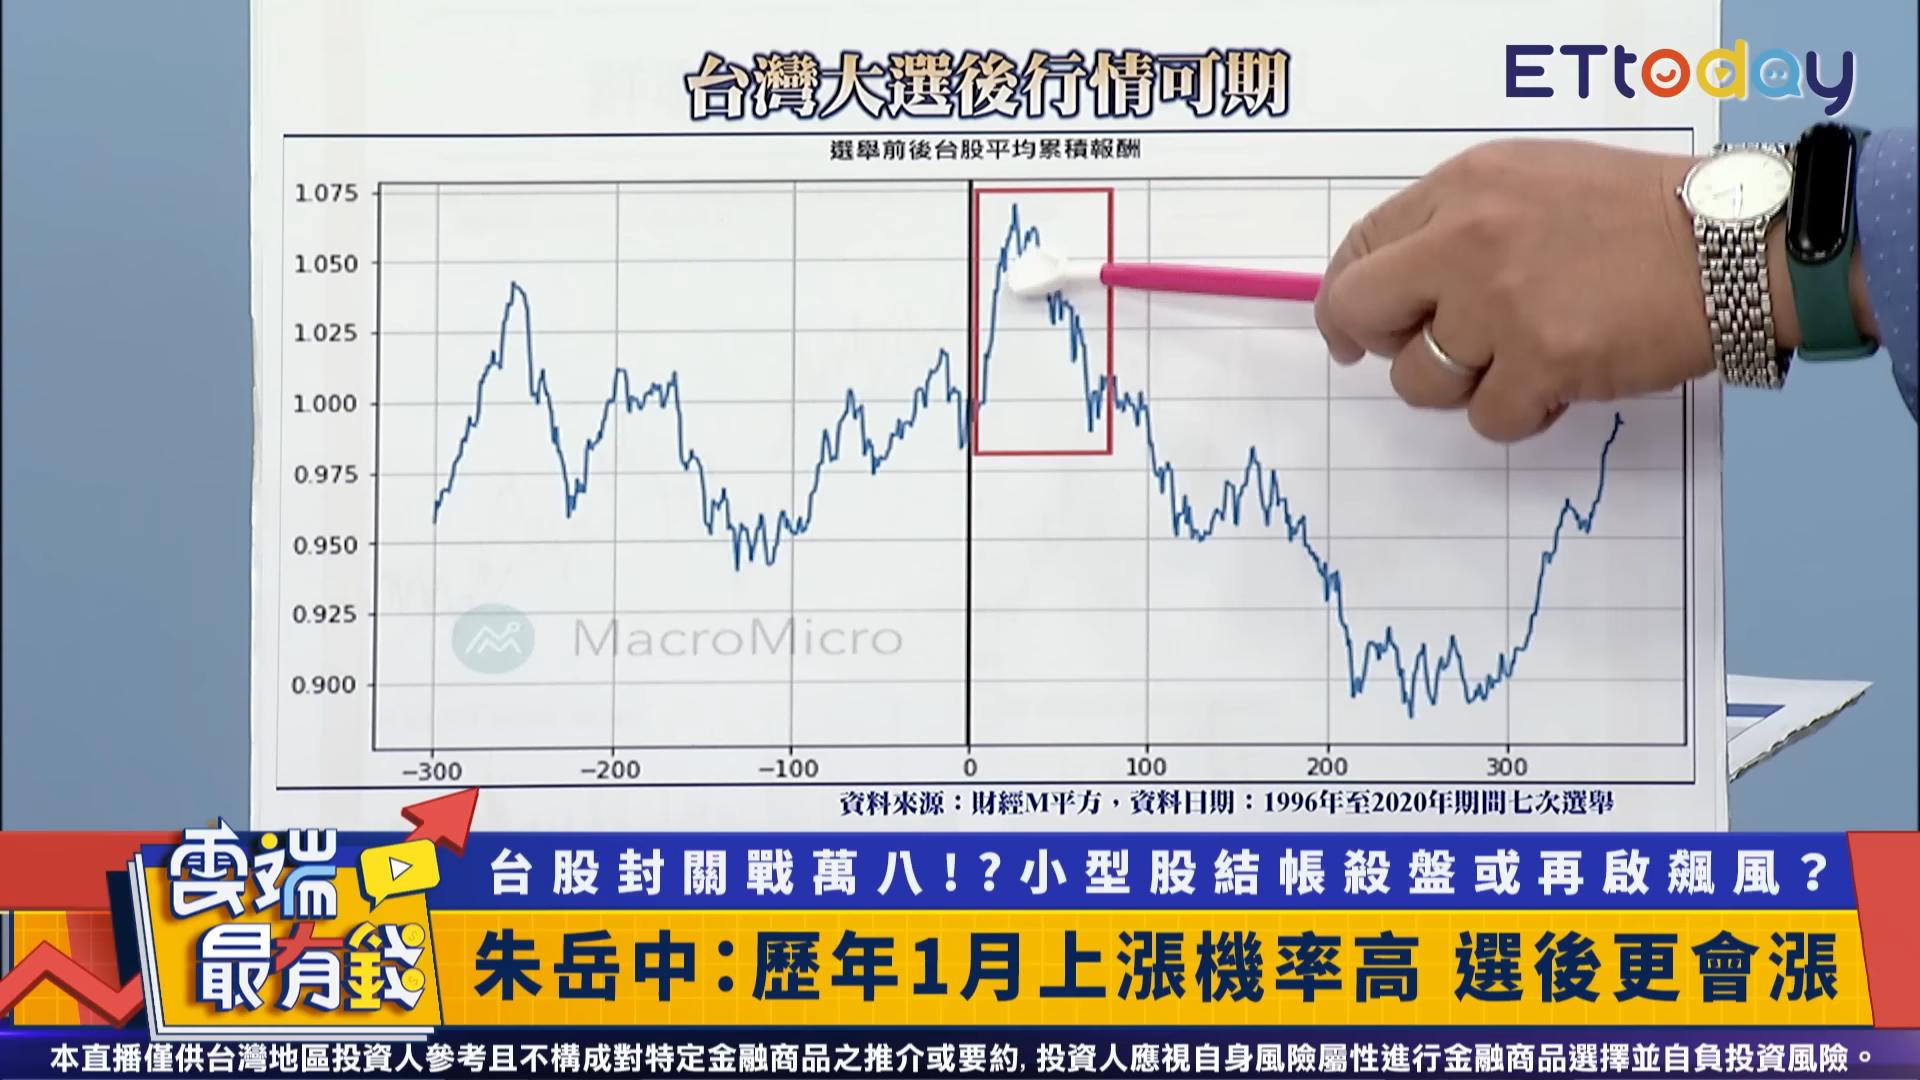 台灣大選後行情可期
ETtoday
選舉前後台股平均累積報酬
1.075
1.050
1.025
1.000
0.975
0.950
0.925
0.900
MacroMicro
−300 −200 −100 0 100 200 300
資料來源：財經M平方，資料日期：1996年至2020年期間七次選舉
雲端最有錢
台股封關戰萬八!?小型股結帳殺盤或再啟飆風？
朱岳中：歷年1月上漲機率高 選後更會漲
本直播僅供台灣地區投資人參考且不構成對特定金融商品之推介或要約, 投資人應視自身風險屬性進行金融商品選擇並自負投資風險。